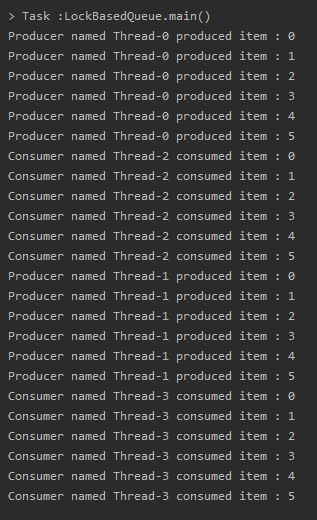 > Task :LockBasedQueue.main()
Producer named Thread-0 produced item : 0
Producer named Thread-0 produced item : 1
Producer named Thread-0 produced item : 2
Producer named Thread-0 produced item : 3
Producer named Thread-0 produced item : 4
Producer named Thread-0 produced item : 5
Consumer named Thread-2 consumed item : 0
Consumer named Thread-2 consumed item : 1
Consumer named Thread-2 consumed item : 2
Consumer named Thread-2 consumed item : 3
Consumer named Thread-2 consumed item : 4
Consumer named Thread-2 consumed item : 5
Producer named Thread-1 produced item : 0
Producer named Thread-1 produced item : 1
Producer named Thread-1 produced item : 2
Producer named Thread-1 produced item : 3
Producer named Thread-1 produced item : 4
Producer named Thread-1 produced item : 5
Consumer named Thread-3 consumed item : 0
Consumer named Thread-3 consumed item : 1
Consumer named Thread-3 consumed item : 2
Consumer named Thread-3 consumed item : 3
Consumer named Thread-3 consumed item : 4
Consumer named Thread-3 consumed item : 5